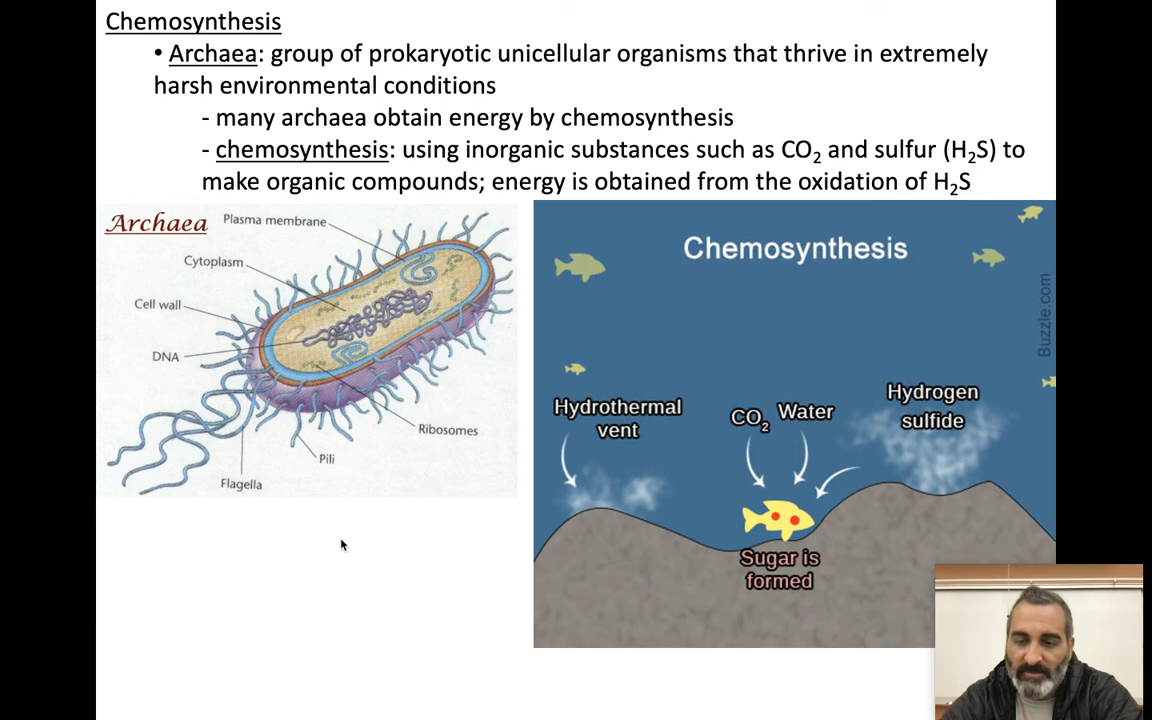 Chemosynthesis
• Archaea: group of prokaryotic unicellular organisms that thrive in extremely
harsh environmental conditions
- many archaea obtain energy by chemosynthesis
- chemosynthesis: using inorganic substances such as CO₂ and sulfur (H₂S) to
make organic compounds; energy is obtained from the oxidation of H₂S
Archaea
Plasma membrane
Cytoplasm
Cell wall
DNA
Ribosomes
Pili
Flagella
Chemosynthesis
Buzzle.com
Hydrothermal
vent
CO₂ Water
Hydrogen
sulfide
Sugar is
formed